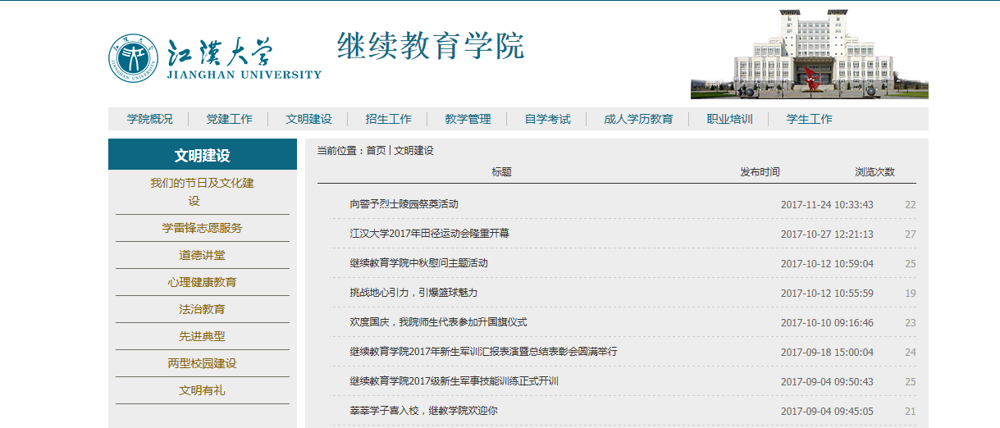 江漢大学
JIANGHAN UNIVERSITY
继续教育学院
学院概况 党建工作 文明建设 招生工作 教学管理 自学考试 成人学历教育 职业培训 学生工作
文明建设
我们的节日及文化建
设
学雷锋志愿服务
道德讲堂
心理健康教育
法治教育
先进典型
两型校园建设
文明有礼
当前位置：首页 | 文明建设
标题 发布时间 浏览次数
向警予烈士陵园祭奠活动 2017-11-24 10:33:43 22
江汉大学2017年田径运动会隆重开幕 2017-10-27 12:21:13 27
继续教育学院中秋慰问主题活动 2017-10-12 10:59:04 25
挑战地心引力，引爆篮球魅力 2017-10-12 10:55:59 19
欢度国庆，我院师生代表参加升国旗仪式 2017-10-10 09:16:46 23
继续教育学院2017年新生军训汇报表演暨总结表彰会圆满举行 2017-09-18 15:00:04 24
继续教育学院2017级新生军事技能训练正式开训 2017-09-04 09:50:43 25
莘莘学子喜入校，继教学院欢迎你 2017-09-04 09:45:05 21